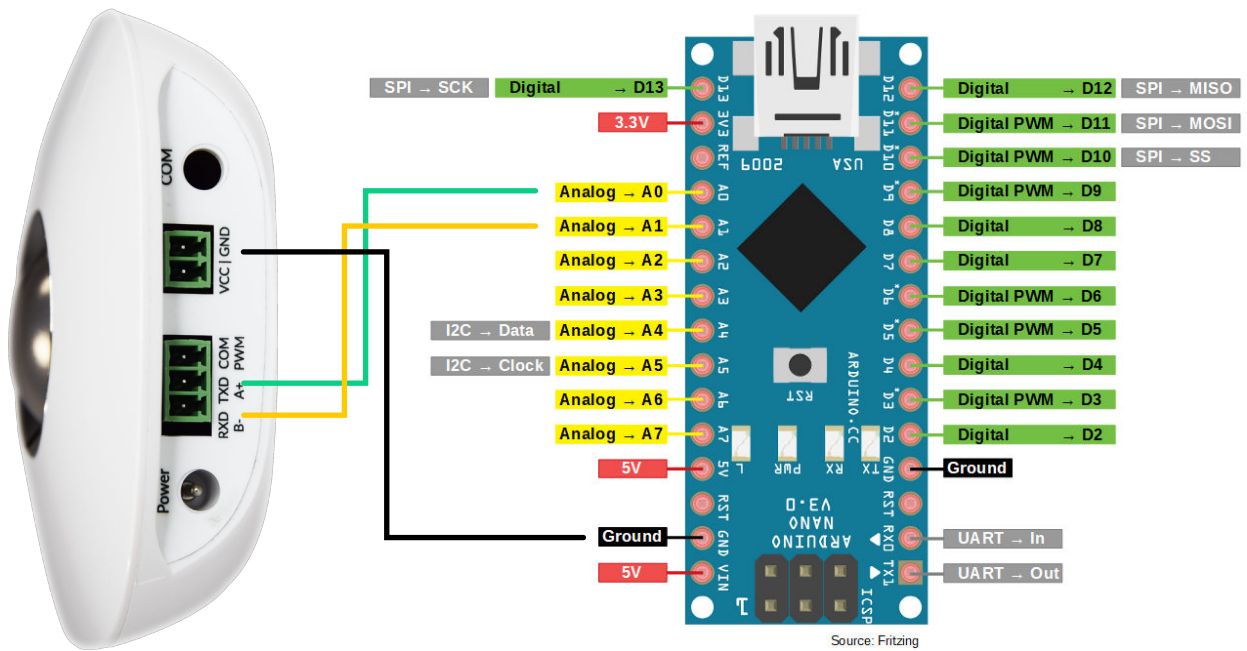 COM
VCC | GND
COM
PWM
TXD
A+
RXD
B-
Power
SPI → SCK
Digital → D13
3.3V
Analog → A0
Analog → A1
Analog → A2
Analog → A3
I2C → Data
Analog → A4
I2C → Clock
Analog → A5
Analog → A6
Analog → A7
5V
Ground
5V
D13
3V3
REF
A0
A1
A2
A3
A4
A5
A6
A7
5V
RST
GND
VIN
6002
USA
RST
ARDUINO.CC
L
PWR
RX
TX
V3.0
NANO
ARDUINO
1
ICSP
D12
D11*
D10*
D9*
D8
D7
D6*
D5*
D4
D3*
D2
GND
RST
RX0
TX1
Digital → D12
SPI → MISO
Digital PWM → D11
SPI → MOSI
Digital PWM → D10
SPI → SS
Digital PWM → D9
Digital → D8
Digital → D7
Digital PWM → D6
Digital PWM → D5
Digital → D4
Digital PWM → D3
Digital → D2
Ground
UART → In
UART → Out
Source: Fritzing